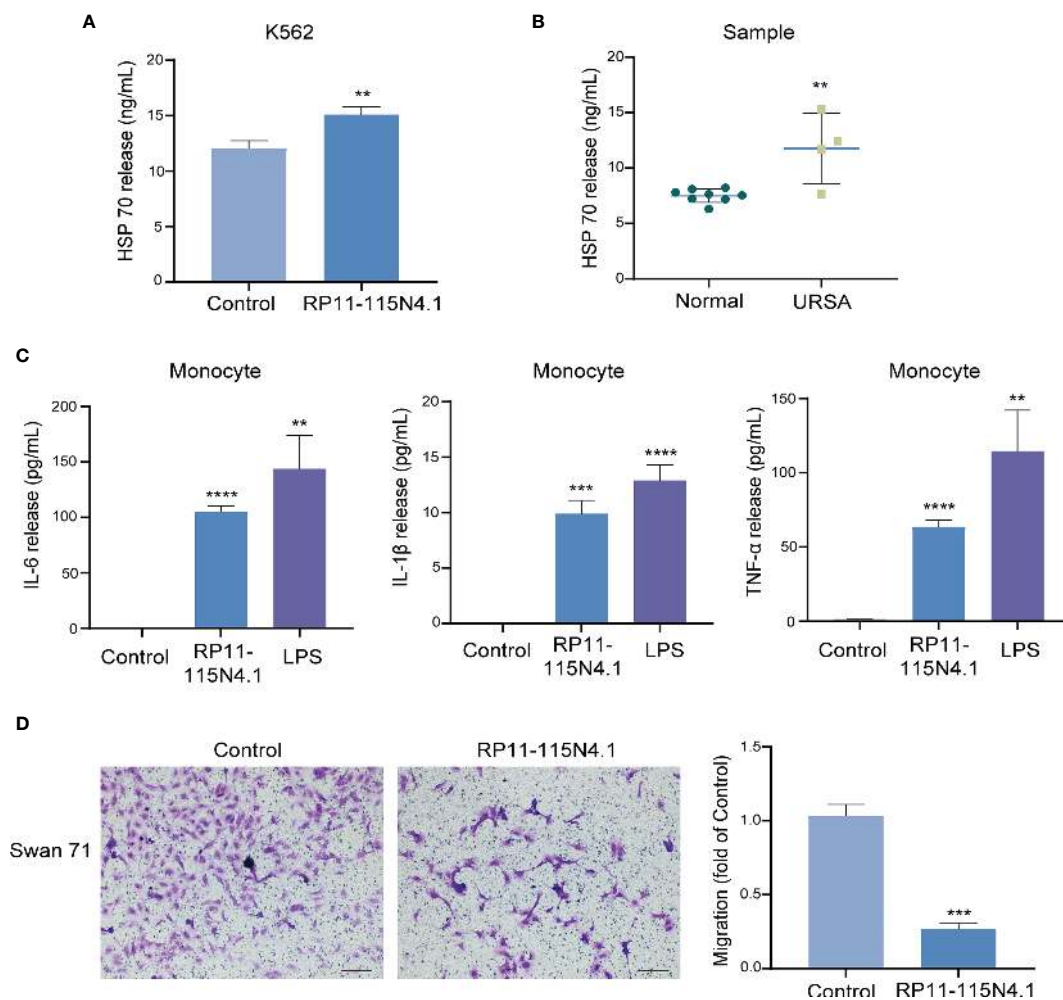 A
K562
HSP 70 release (ng/mL)
20
15
10
5
0
**
Control
RP11-115N4.1
B
Sample
HSP 70 release (ng/mL)
20
15
10
5
0
**
Normal
URSA
C
Monocyte
IL-6 release (pg/mL)
200
150
100
50
0
****
**
Control
RP11-
115N4.1
LPS
Monocyte
IL-1β release (pg/mL)
20
15
10
5
0
***
****
Control
RP11-
115N4.1
LPS
Monocyte
TNF-α release (pg/mL)
150
100
50
0
****
**
Control
RP11-
115N4.1
LPS
D
Control
RP11-115N4.1
Swan 71
Migration (fold of Control)
1.5
1.0
0.5
0.0
***
Control
RP11-115N4.1